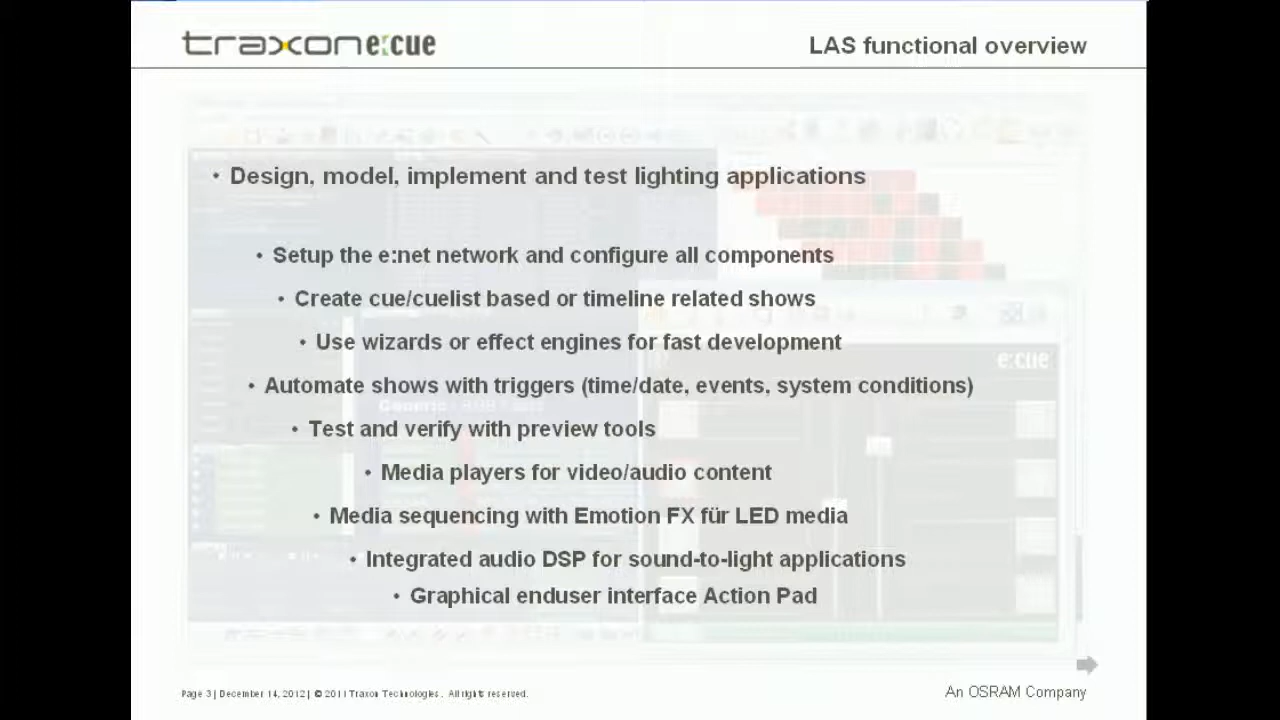 traxon e:cue
LAS functional overview
• Design, model, implement and test lighting applications
• Setup the e:net network and configure all components
• Create cue/cuelist based or timeline related shows
• Use wizards or effect engines for fast development
e:cue
• Automate shows with triggers (time/date, events, system conditions)
• Test and verify with preview tools
• Media players for video/audio content
• Media sequencing with Emotion FX für LED media
• Integrated audio DSP for sound-to-light applications
• Graphical enduser interface Action Pad
Page 3 | December 14, 2012 | © 2011 Traxon Technologies. All rights reserved.
An OSRAM Company